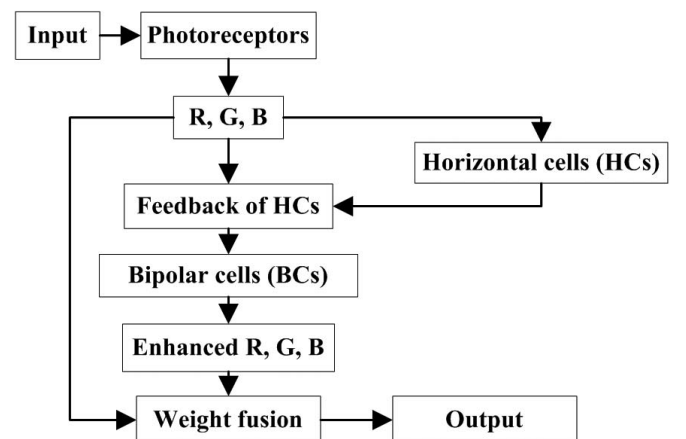 Input
Photoreceptors
R, G, B
Horizontal cells (HCs)
Feedback of HCs
Bipolar cells (BCs)
Enhanced R, G, B
Weight fusion
Output